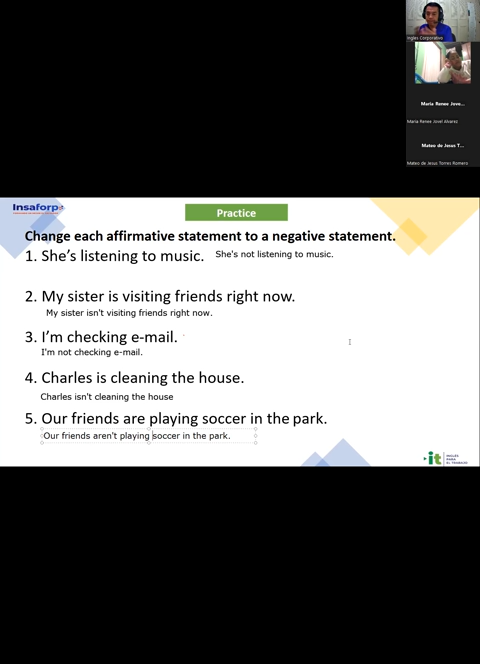 Ingles Corporativo
Maria Renee Jove...
Maria Renee Jovel Alvarez
Mateo de Jesus T...
Mateo de Jesus Torres Romero
Insaforp
Practice
Change each affirmative statement to a negative statement.
1. She's listening to music. She's not listening to music.
2. My sister is visiting friends right now.
My sister isn't visiting friends right now.
3. I'm checking e-mail.
I'm not checking e-mail.
4. Charles is cleaning the house.
Charles isn't cleaning the house
5. Our friends are playing soccer in the park.
Our friends aren't playing soccer in the park.
it
INGLÉS
PARA
EL TRABAJO